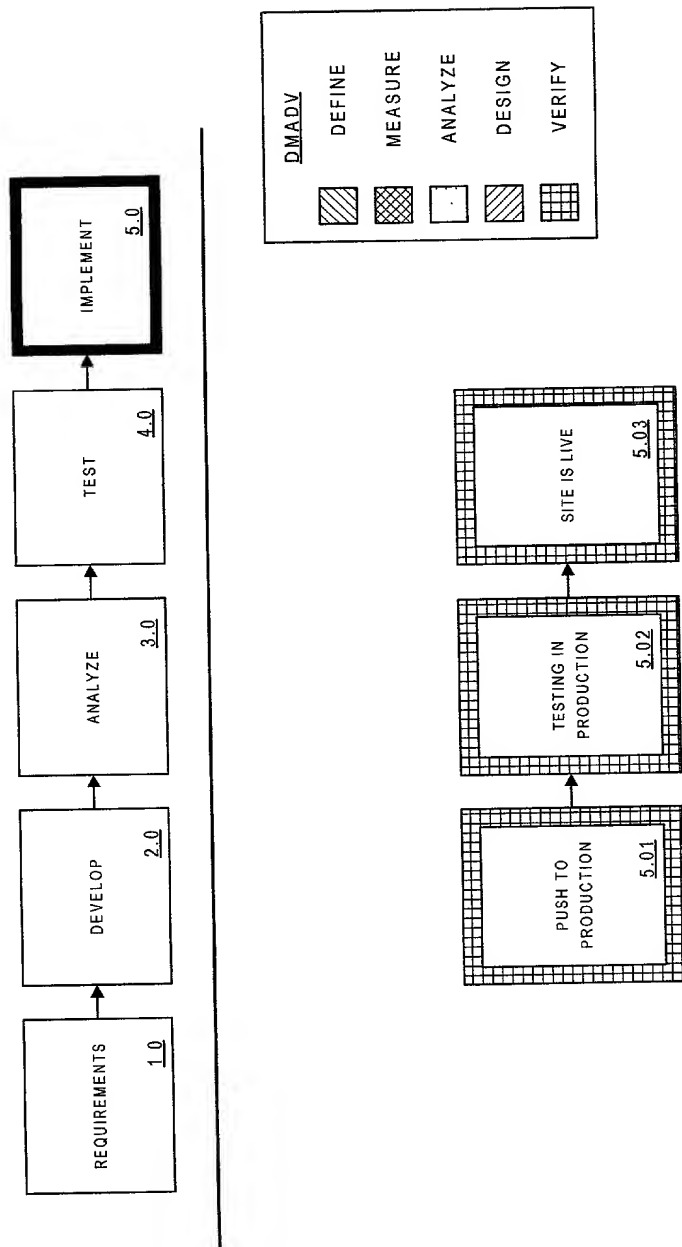 REQUIREMENTS
1.0
DEVELOP
2.0
ANALYZE
3.0
TEST
4.0
IMPLEMENT
5.0
PUSH TO
PRODUCTION
5.01
TESTING IN
PRODUCTION
5.02
SITE IS LIVE
5.03
DMADV
DEFINE
MEASURE
ANALYZE
DESIGN
VERIFY